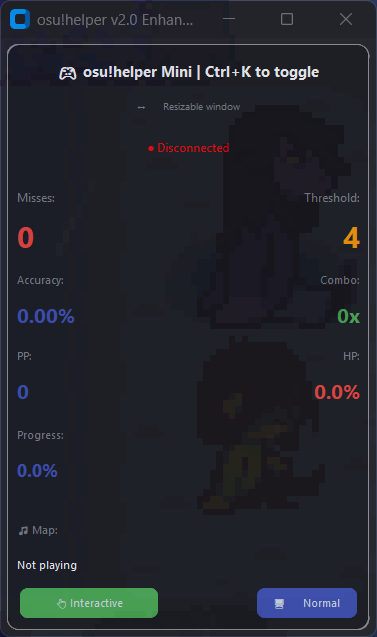 osu!helper v2.0 Enhan...
osu!helper Mini | Ctrl+K to toggle
↔ Resizable window
● Disconnected
Misses: Threshold:
0 4
Accuracy: Combo:
0.00% 0x
PP: HP:
0 0.0%
Progress:
0.0%
Map:
Not playing
Interactive Normal